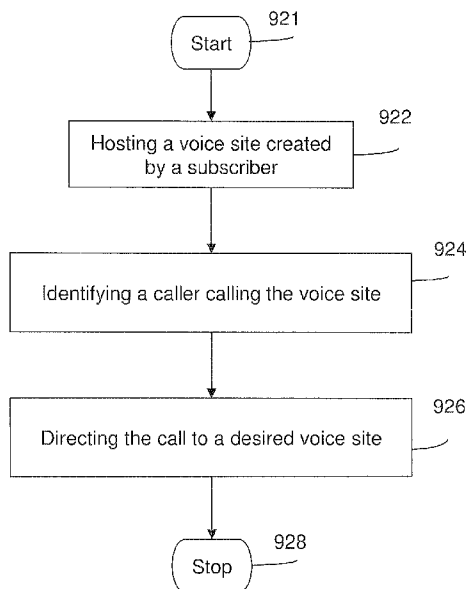 921
Start
922
Hosting a voice site created
by a subscriber
924
Identifying a caller calling the voice site
926
Directing the call to a desired voice site
928
Stop